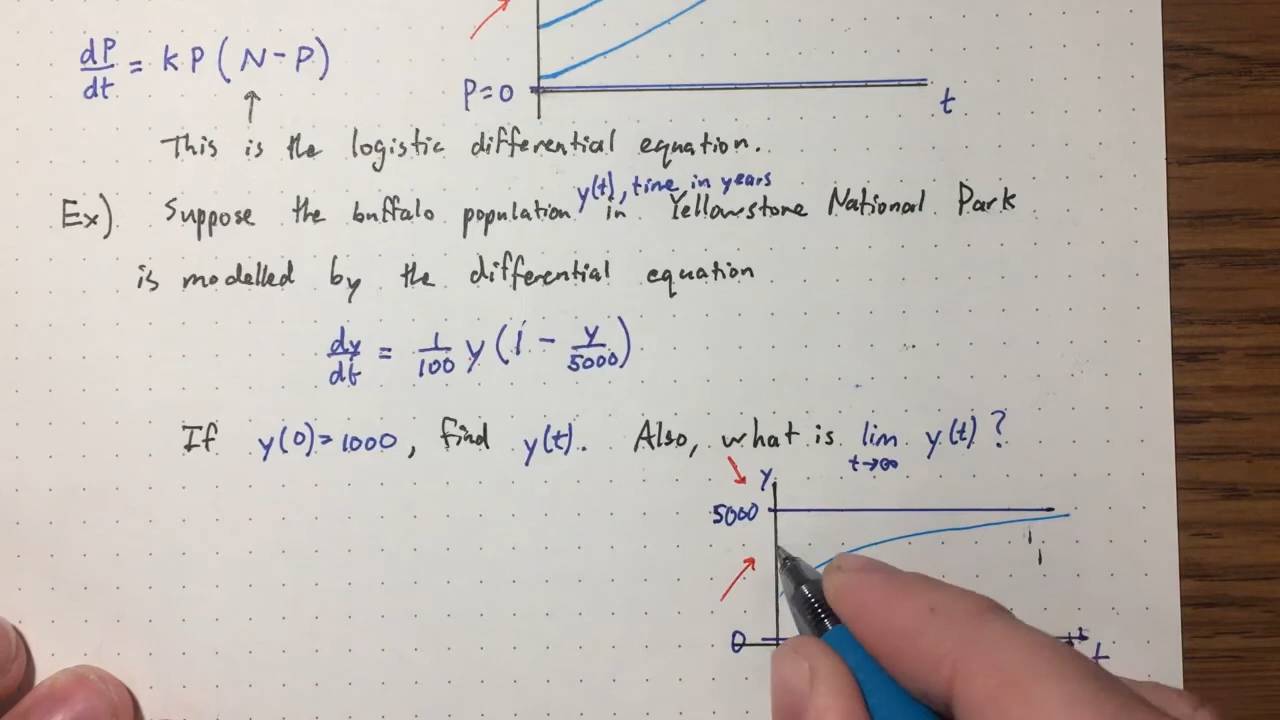 dP/dt = k P ( N - P )
P = 0
t
This is the logistic differential equation.
y(t), time in years
Ex) Suppose the buffalo population in Yellowstone National Park
is modelled by the differential equation
dy/dt = 1/100 y ( 1 - y/5000 )
If y(0) = 1000, find y(t). Also, what is lim t→∞ y(t) ?
y
5000
0
t